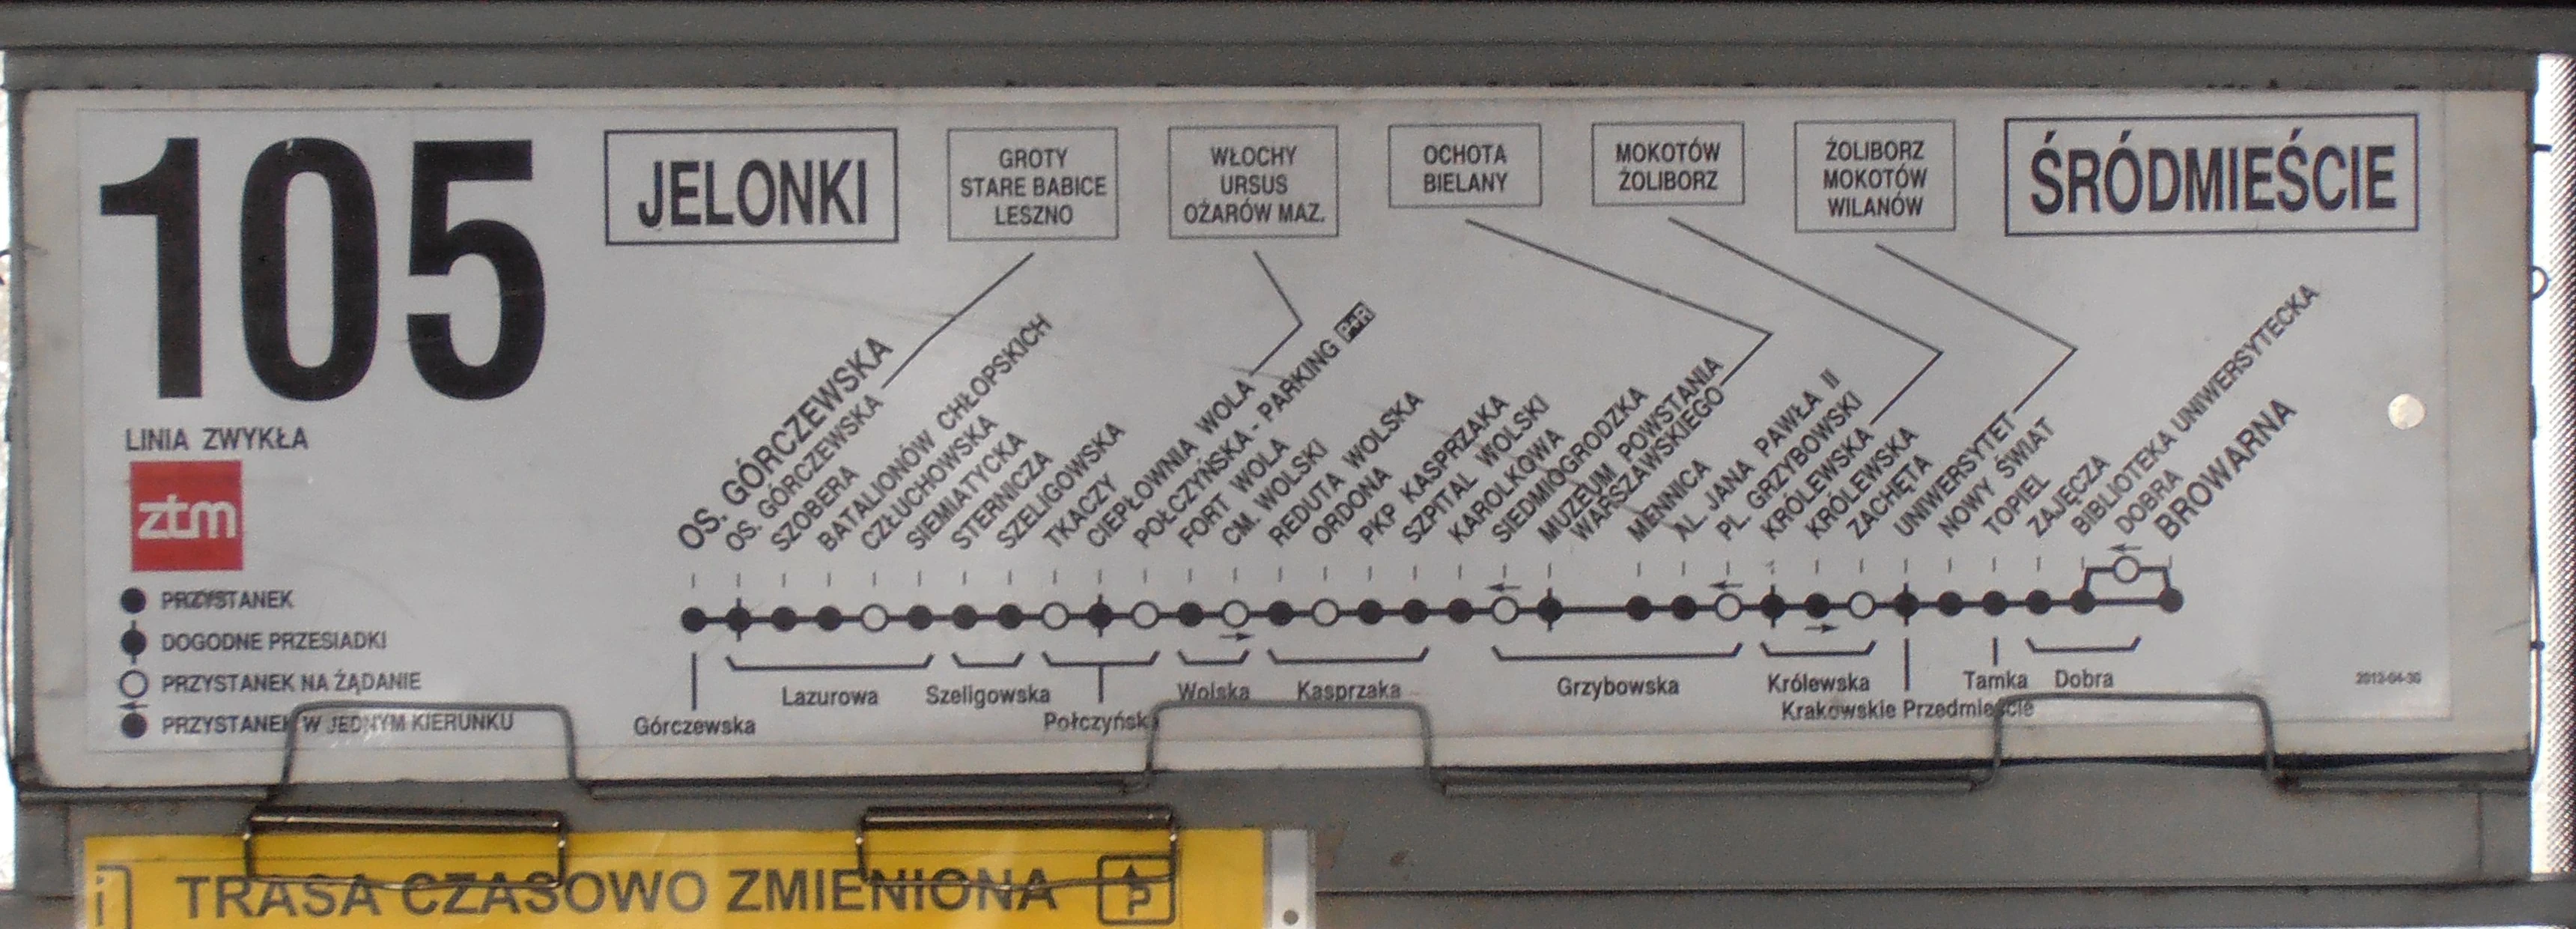 105
LINIA ZWYKŁA
ztm
PRZYSTANEK
DOGODNE PRZESIADKI
PRZYSTANEK NA ŻĄDANIE
PRZYSTANEK W JEDNYM KIERUNKU
JELONKI
GROTY
STARE BABICE
LESZNO
WŁOCHY
URSUS
OŻARÓW MAZ.
OCHOTA
BIELANY
MOKOTÓW
ŻOLIBORZ
ŻOLIBORZ
MOKOTÓW
WILANÓW
ŚRÓDMIEŚCIE
OS. GÓRCZEWSKA
OS. GÓRCZEWSKA
SZOBERA
BATALIONÓW CHŁOPSKICH
CZŁUCHOWSKA
SIEMIATYCKA
STERNICZA
SZELIGOWSKA
TKACZY
CIEPŁOWNIA WOLA
POŁCZYŃSKA - PARKING P+R
FORT WOLA
CM. WOLSKI
REDUTA WOLSKA
ORDONA
PKP KASPRZAKA
SZPITAL WOLSKI
KAROLKOWA
SIEDMIOGRODZKA
MUZEUM POWSTANIA
WARSZAWSKIEGO
MENNICA
AL. JANA PAWŁA II
PL. GRZYBOWSKI
KRÓLEWSKA
KRÓLEWSKA
ZACHĘTA
UNIWERSYTET
NOWY ŚWIAT
TOPIEL
ZAJĘCZA
BIBLIOTEKA UNIWERSYTECKA
DOBRA
BROWARNA
Górczewska
Lazurowa
Szeligowska
Połczyńska
Wolska
Kasprzaka
Grzybowska
Królewska
Krakowskie Przedmieście
Tamka
Dobra
2013-04-30
i
TRASA CZASOWO ZMIENIONA
P